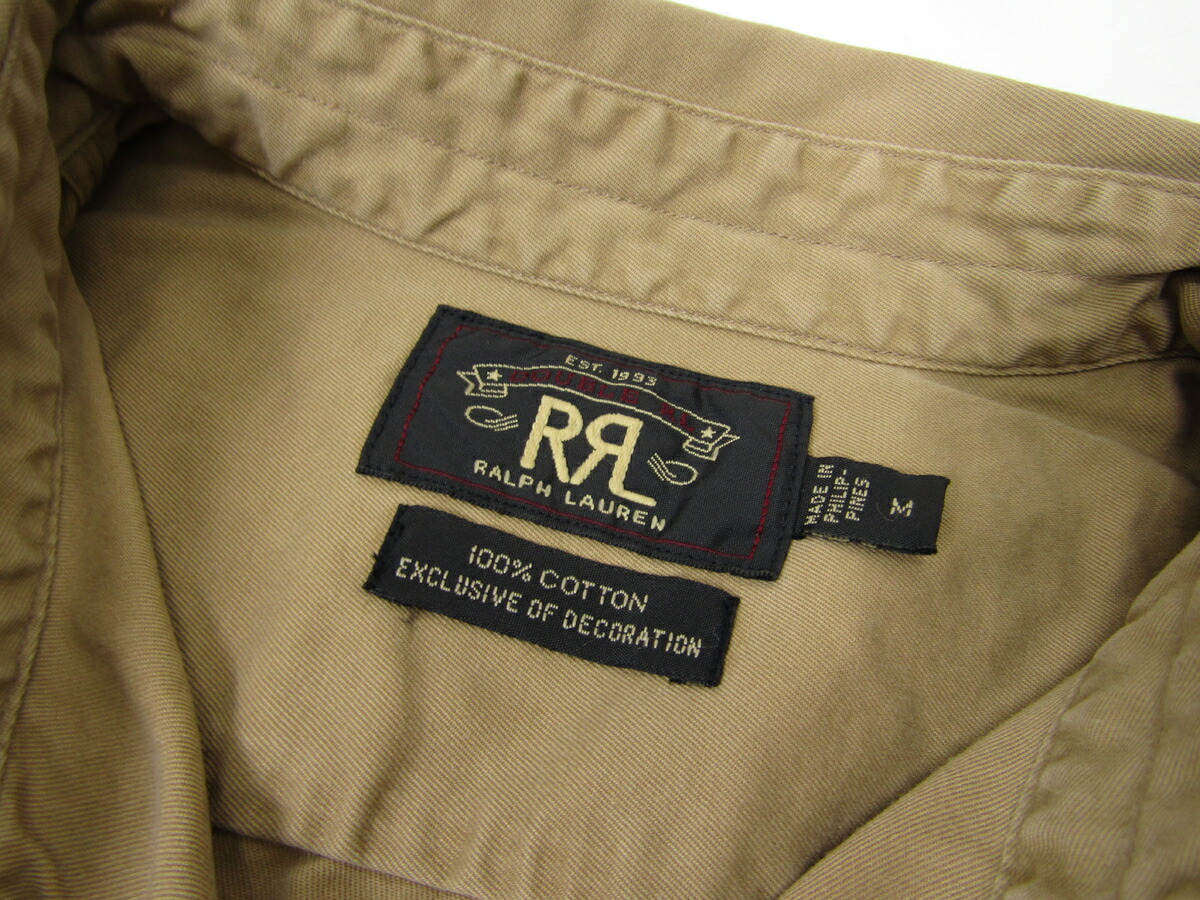 EST. 1993
DOUBLE RL
RRL
RALPH LAUREN
MADE IN
PHILIP-
PINES
M
100% COTTON
EXCLUSIVE OF DECORATION